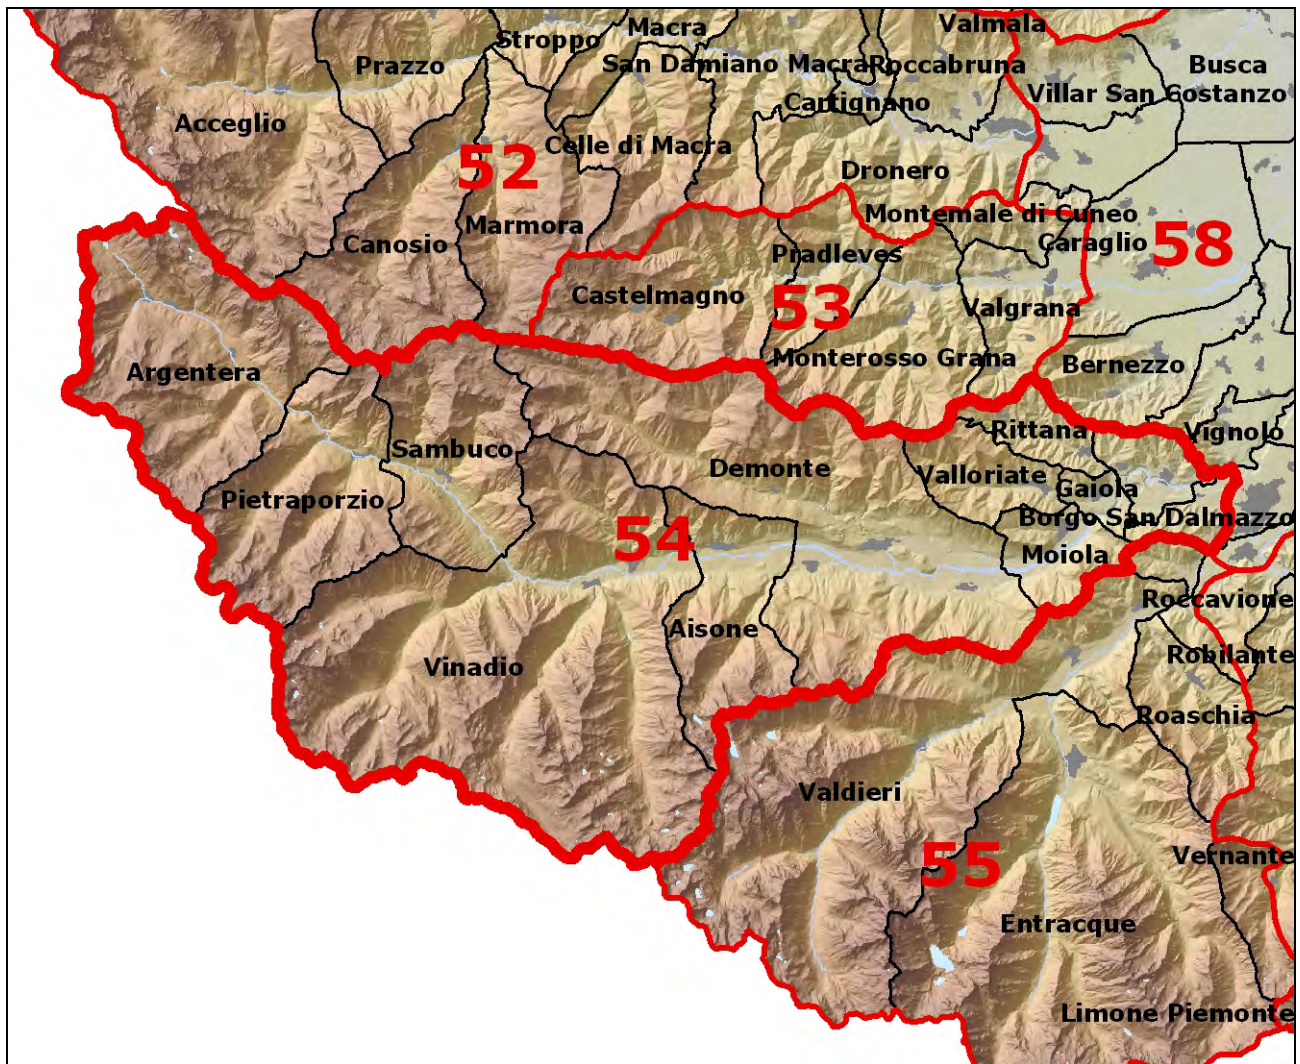 Valmala
Macra
Stroppo
Prazzo
San Damiano Macra
Roccabruna
Busca
Villar San Costanzo
Cartignano
Acceglio
Celle di Macra
52
Dronero
Marmora
Montemale di Cuneo
Canosio
Caraglio
58
Pradleves
Castelmagno
53
Valgrana
Argentera
Monterosso Grana
Bernezzo
Rittana
Vignolo
Sambuco
Demonte
Valloriate
Gaiola
Pietraporzio
Borgo San Dalmazzo
54
Moiola
Roccavione
Aisone
Vinadio
Robilante
Roaschia
Valdieri
Vernante
55
Entracque
Limone Piemonte